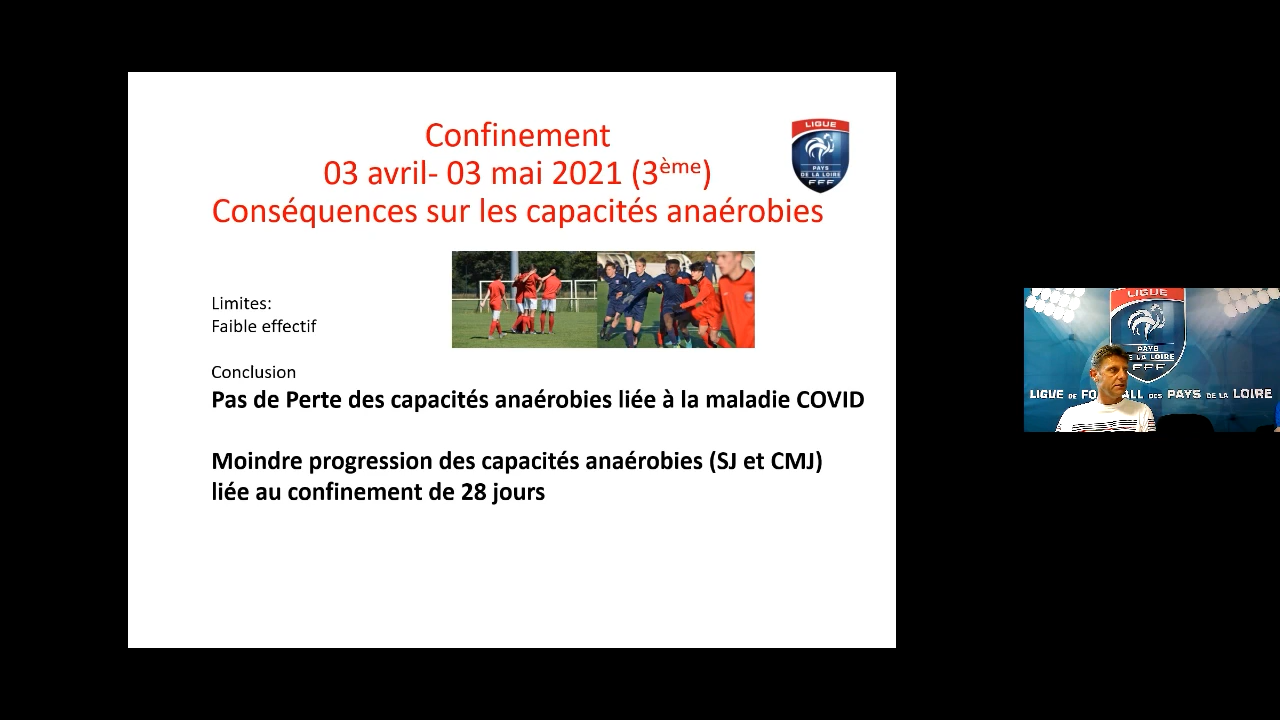 Confinement
03 avril- 03 mai 2021 (3ème)
Conséquences sur les capacités anaérobies
LIGUE
PAYS
DE LA LOIRE
FFF
Limites:
Faible effectif
Conclusion
Pas de Perte des capacités anaérobies liée à la maladie COVID
Moindre progression des capacités anaérobies (SJ et CMJ)
liée au confinement de 28 jours
LIGUE
PAYS
DE LA LOIRE
FFF
LIGUE DE FO ALL DES PAYS DE LA LOIRE